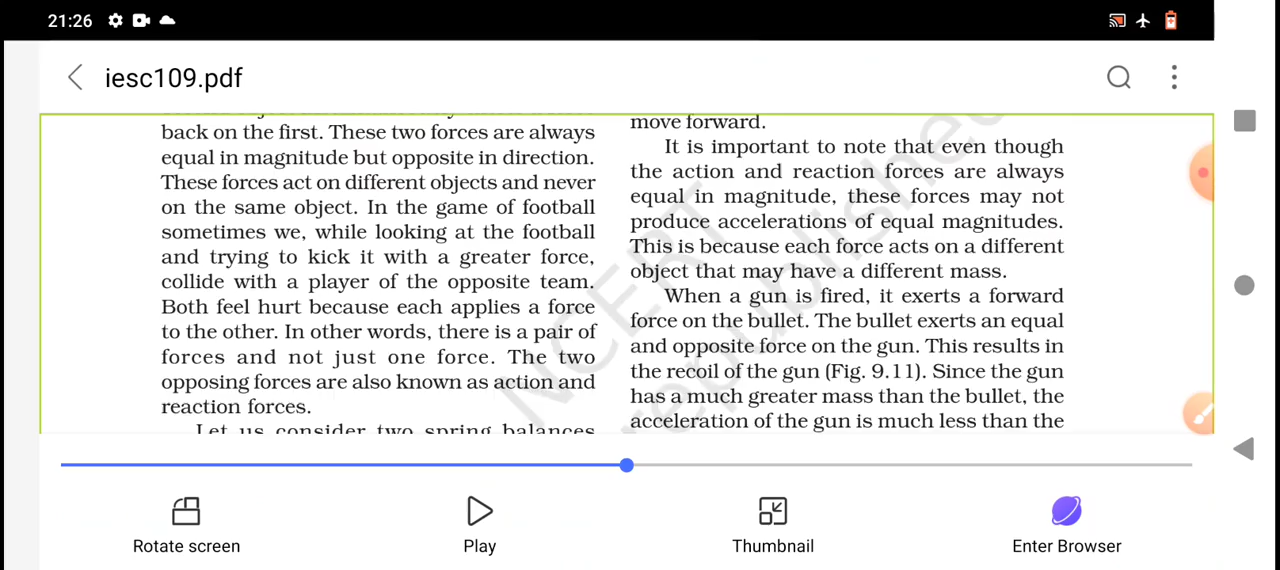 21:26
iesc109.pdf
back on the first. These two forces are always
equal in magnitude but opposite in direction.
These forces act on different objects and never
on the same object. In the game of football
sometimes we, while looking at the football
and trying to kick it with a greater force,
collide with a player of the opposite team.
Both feel hurt because each applies a force
to the other. In other words, there is a pair of
forces and not just one force. The two
opposing forces are also known as action and
reaction forces.
Let us consider two spring balances
move forward.
It is important to note that even though
the action and reaction forces are always
equal in magnitude, these forces may not
produce accelerations of equal magnitudes.
This is because each force acts on a different
object that may have a different mass.
When a gun is fired, it exerts a forward
force on the bullet. The bullet exerts an equal
and opposite force on the gun. This results in
the recoil of the gun (Fig. 9.11). Since the gun
has a much greater mass than the bullet, the
acceleration of the gun is much less than the
NCERT
republished
Rotate screen
Play
Thumbnail
Enter Browser